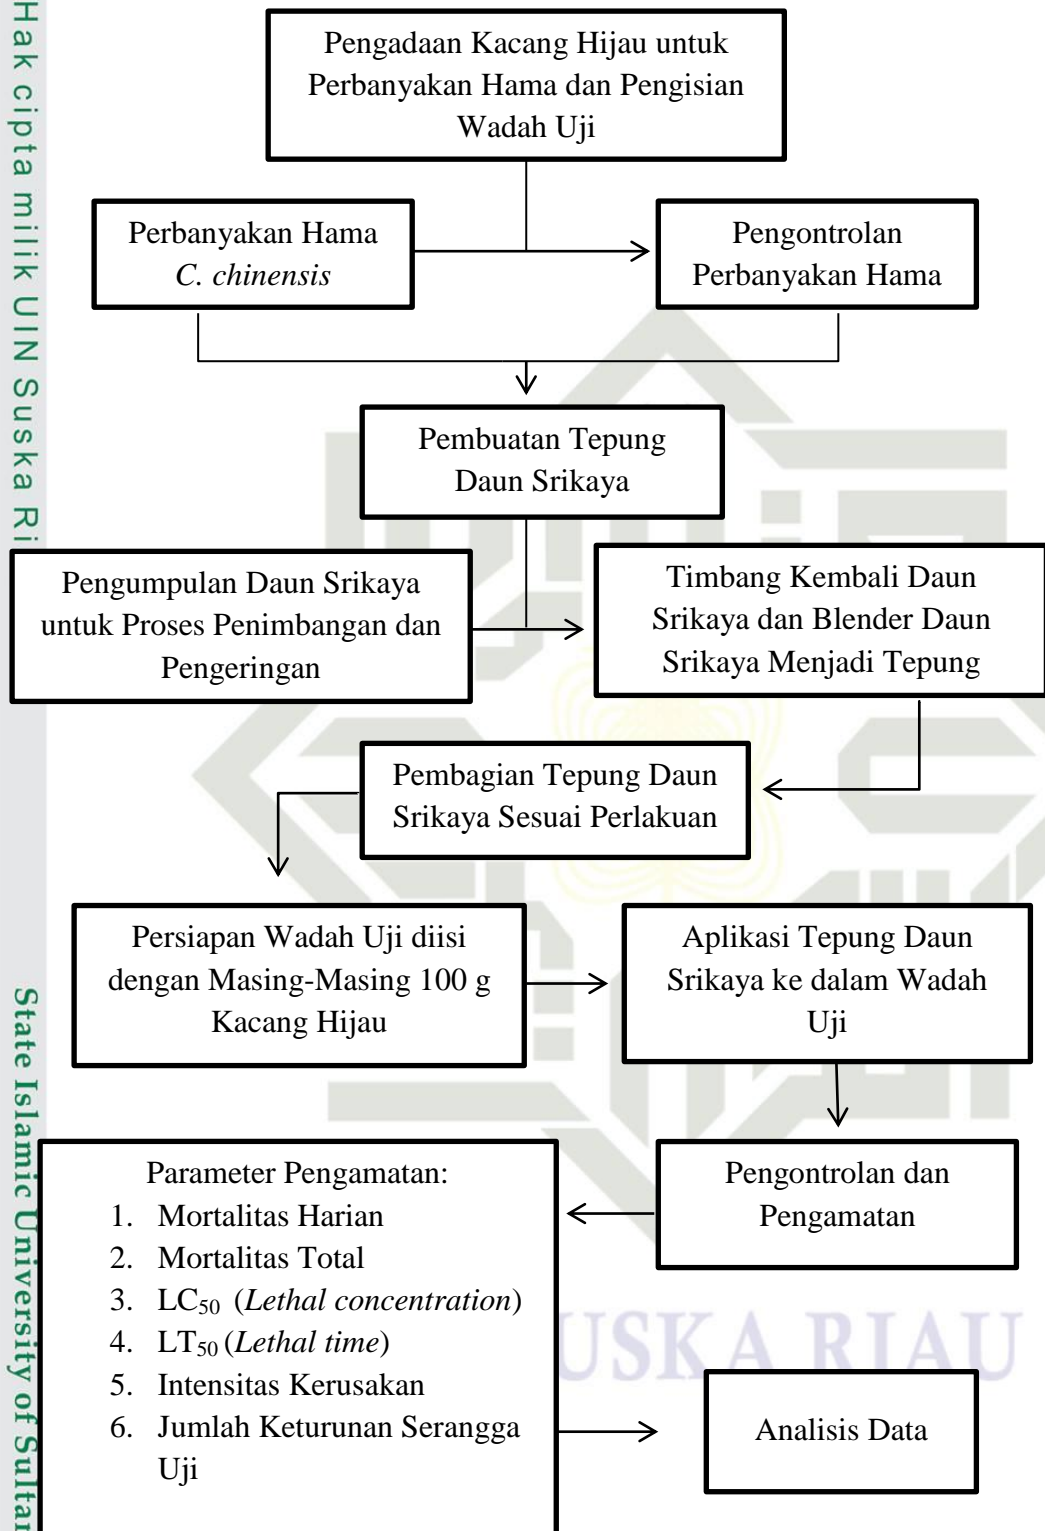 Hak cipta milik UIN Suska Ri
Pengadaan Kacang Hijau untuk
Perbanyakan Hama dan Pengisian
Wadah Uji
Perbanyakan Hama
C. chinensis
Pengontrolan
Perbanyakan Hama
Pembuatan Tepung
Daun Srikaya
Pengumpulan Daun Srikaya
untuk Proses Penimbangan dan
Pengeringan
Timbang Kembali Daun
Srikaya dan Blender Daun
Srikaya Menjadi Tepung
Pembagian Tepung Daun
Srikaya Sesuai Perlakuan
Persiapan Wadah Uji diisi
dengan Masing-Masing 100 g
Kacang Hijau
Aplikasi Tepung Daun
Srikaya ke dalam Wadah
Uji
Pengontrolan dan
Pengamatan
Parameter Pengamatan:
1. Mortalitas Harian
2. Mortalitas Total
3. LC50 (Lethal concentration)
4. LT50 (Lethal time)
5. Intensitas Kerusakan
6. Jumlah Keturunan Serangga
Uji
Analisis Data
State Islamic University of Sultan
USKA RIAU